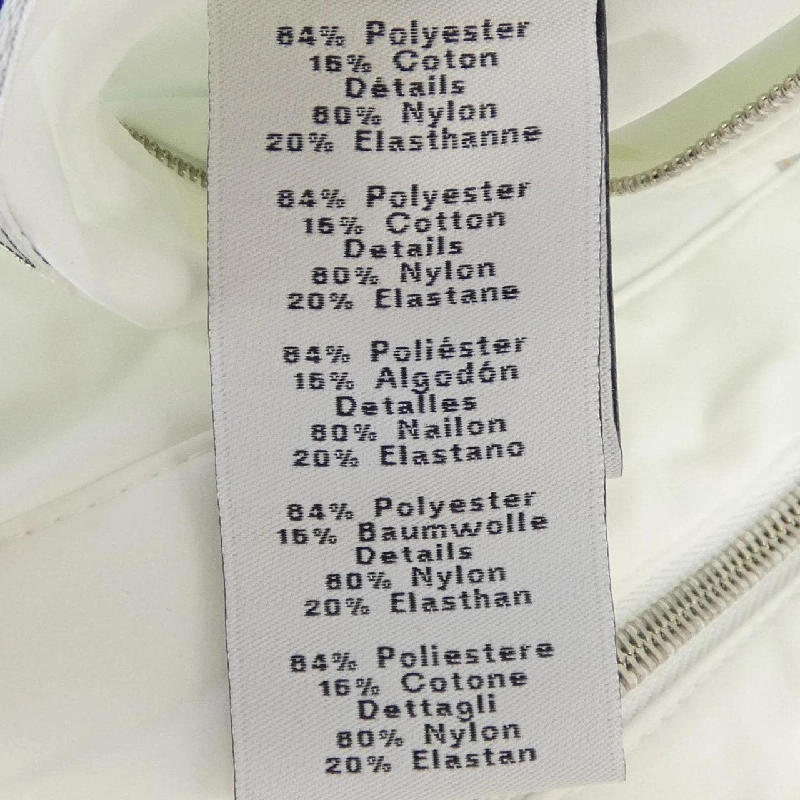 84% Polyester
16% Coton
Détails
80% Nylon
20% Elasthanne
84% Polyester
16% Cotton
Details
80% Nylon
20% Elastane
84% Poliéster
16% Algodón
Detalles
80% Nailon
20% Elastano
84% Polyester
16% Baumwolle
Details
80% Nylon
20% Elasthan
84% Poliestere
16% Cotone
Dettagli
80% Nylon
20% Elastan